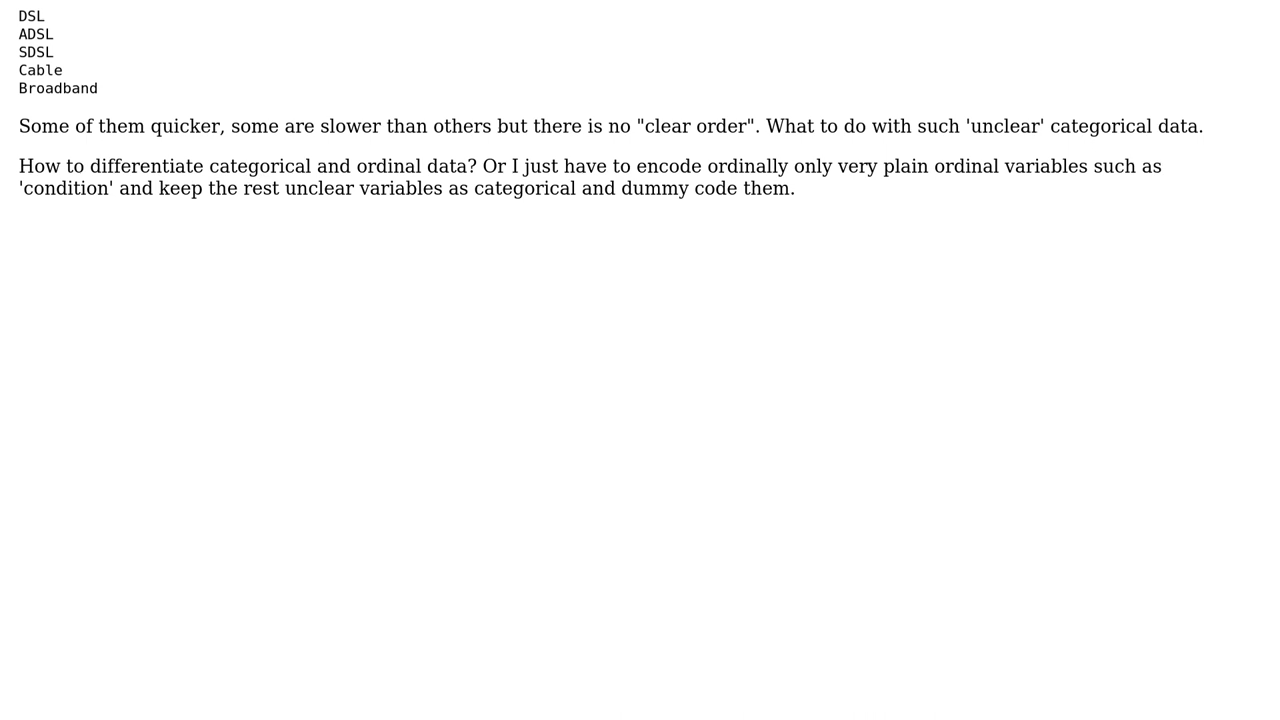 DSL
ADSL
SDSL
Cable
Broadband
Some of them quicker, some are slower than others but there is no "clear order". What to do with such 'unclear' categorical data.
How to differentiate categorical and ordinal data? Or I just have to encode ordinally only very plain ordinal variables such as
'condition' and keep the rest unclear variables as categorical and dummy code them.